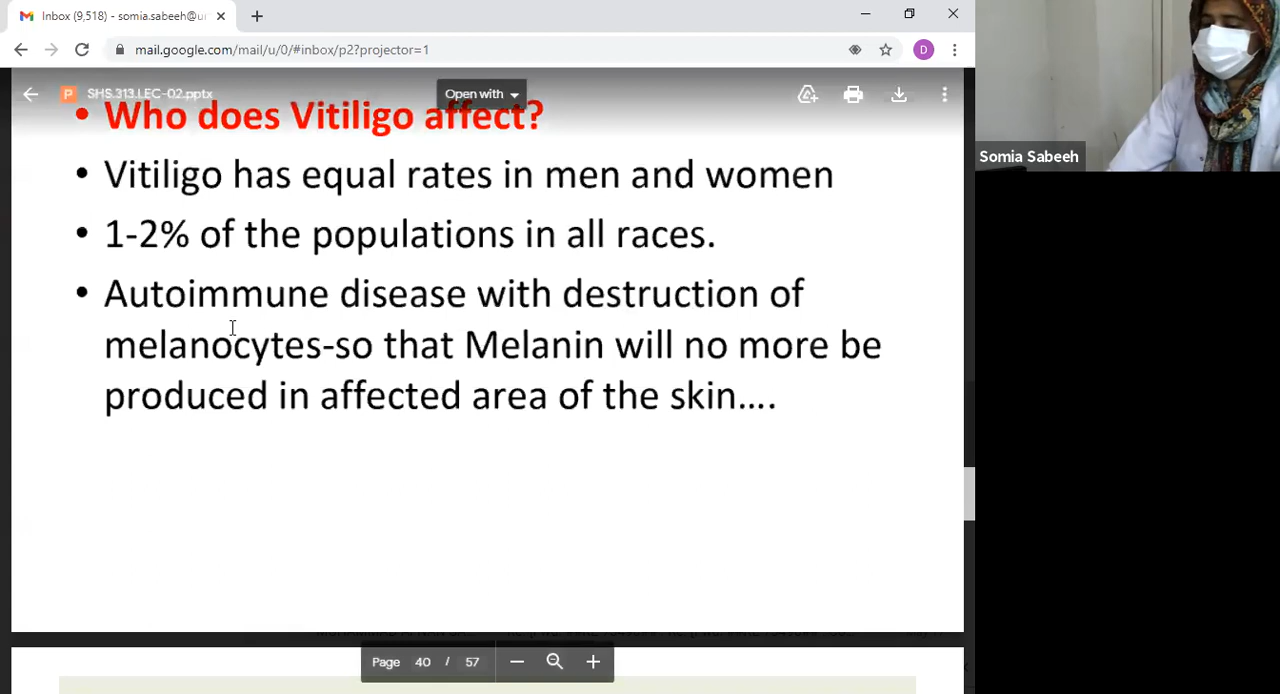 Inbox (9,518) - somia.sabeeh@u
mail.google.com/mail/u/0/#inbox/p2?projector=1
D
P SHS.313.LEC-02.pptx
Open with
• Who does Vitiligo affect?
• Vitiligo has equal rates in men and women
• 1-2% of the populations in all races.
• Autoimmune disease with destruction of
melanocytes-so that Melanin will no more be
produced in affected area of the skin....
Page 40 / 57
Somia Sabeeh